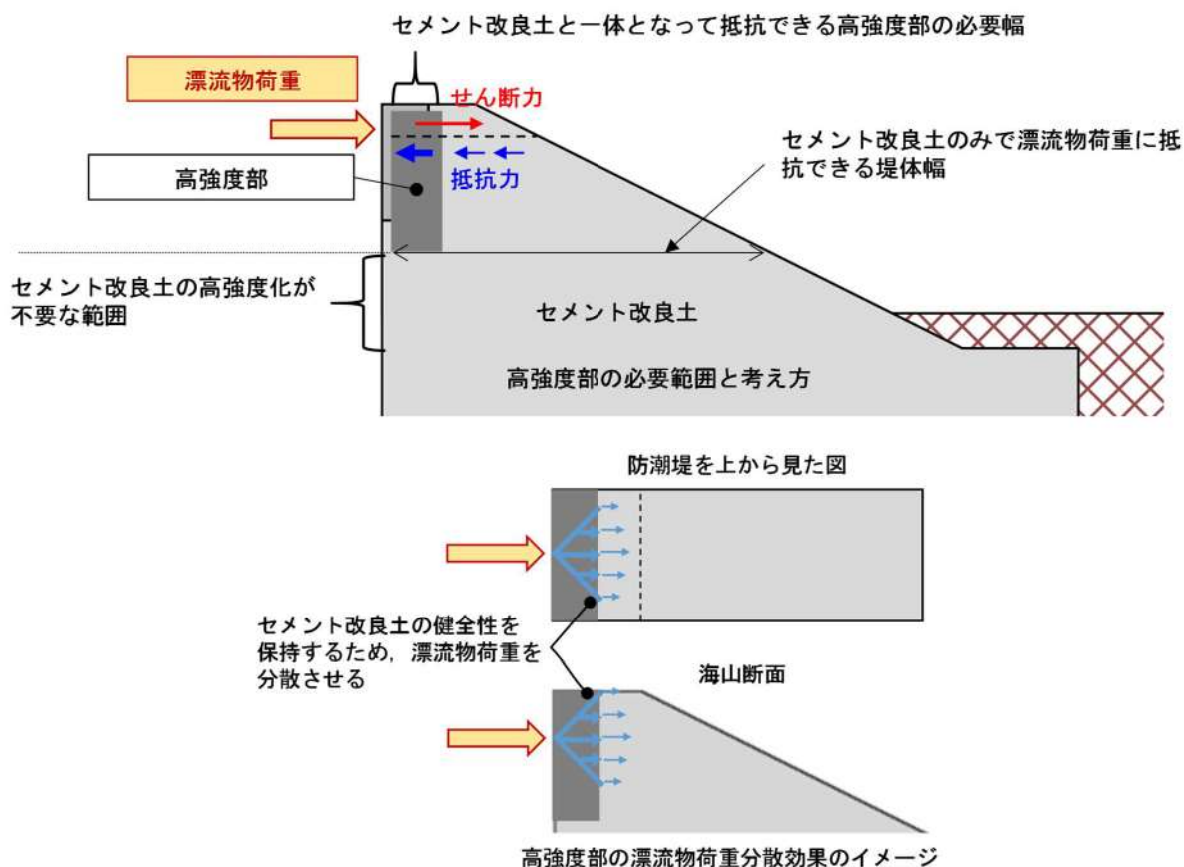 セメント改良土と一体となって抵抗できる高強度部の必要幅
漂流物荷重
せん断力
セメント改良土のみで漂流物荷重に抵
抗できる堤体幅
高強度部
抵抗力
セメント改良土の高強度化が
不要な範囲
セメント改良土
高強度部の必要範囲と考え方
防潮堤を上から見た図
セメント改良土の健全性を
保持するため，漂流物荷重を
分散させる
海山断面
高強度部の漂流物荷重分散効果のイメージ